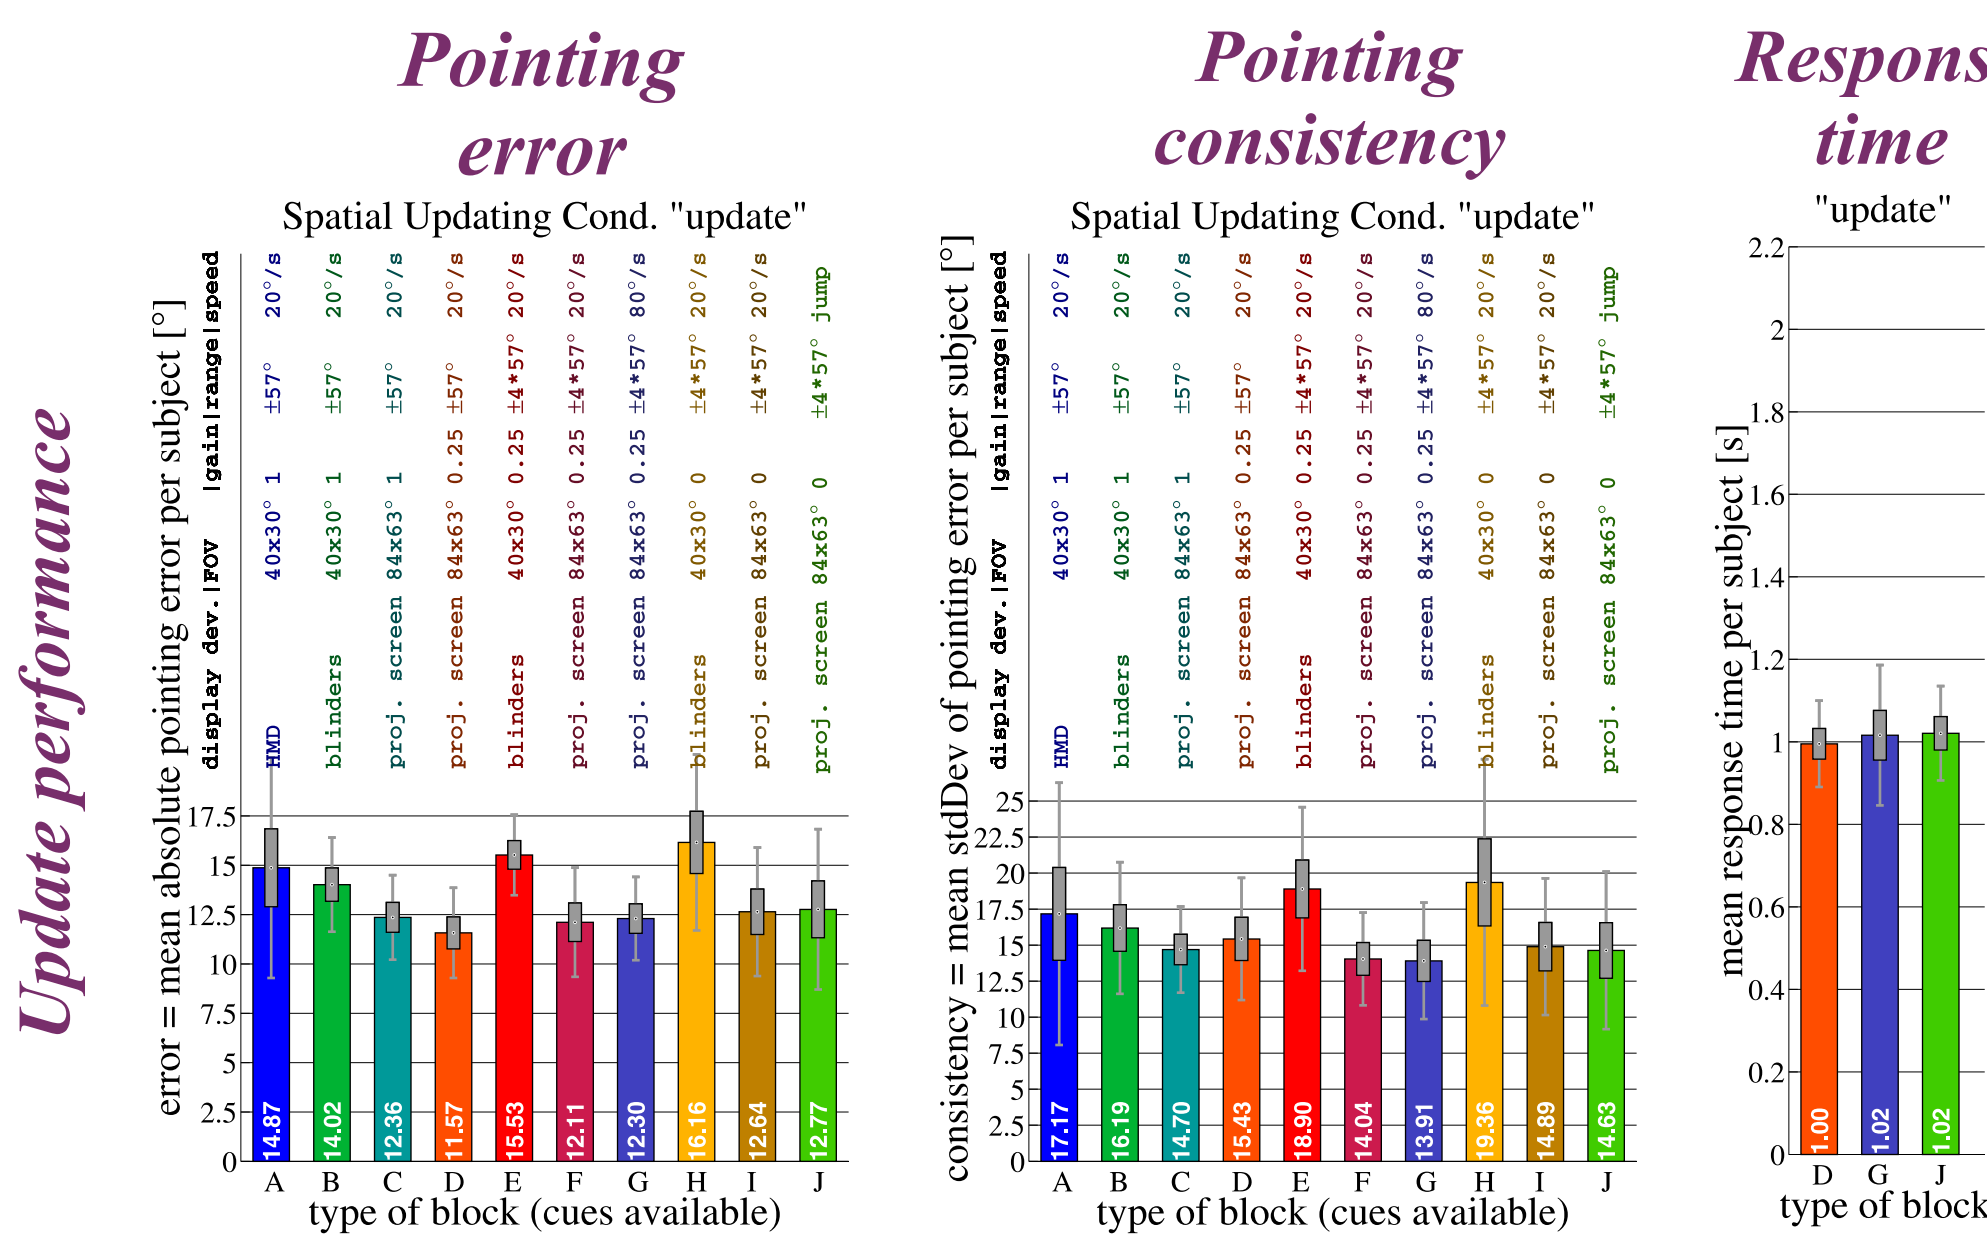 Pointing
error
Spatial Updating Cond. "update"
Pointing
consistency
Spatial Updating Cond. "update"
Respons
time
"update"
Update performance
error = mean absolute pointing error per subject [°]
display dev.|FOV |gain|range|speed
HMD 40x30° 1 ±57° 20°/s
blinders 40x30° 1 ±57° 20°/s
proj. screen 84x63° 1 ±57° 20°/s
proj. screen 84x63° 0.25 ±57° 20°/s
blinders 40x30° 0.25 ±4*57° 20°/s
proj. screen 84x63° 0.25 ±4*57° 20°/s
proj. screen 84x63° 0.25 ±4*57° 80°/s
blinders 40x30° 0 ±4*57° 20°/s
proj. screen 84x63° 0 ±4*57° 20°/s
proj. screen 84x63° 0 ±4*57° jump
17.5
15
12.5
10
7.5
5
2.5
0
14.87
14.02
12.36
11.57
15.53
12.11
12.30
16.16
12.64
12.77
A B C D E F G H I J
type of block (cues available)
consistency = mean stdDev of pointing error per subject [°]
display dev.|FOV |gain|range|speed
HMD 40x30° 1 ±57° 20°/s
blinders 40x30° 1 ±57° 20°/s
proj. screen 84x63° 1 ±57° 20°/s
proj. screen 84x63° 0.25 ±57° 20°/s
blinders 40x30° 0.25 ±4*57° 20°/s
proj. screen 84x63° 0.25 ±4*57° 20°/s
proj. screen 84x63° 0.25 ±4*57° 80°/s
blinders 40x30° 0 ±4*57° 20°/s
proj. screen 84x63° 0 ±4*57° 20°/s
proj. screen 84x63° 0 ±4*57° jump
25
22.5
20
17.5
15
12.5
10
7.5
5
2.5
0
17.17
16.19
14.70
15.43
18.90
14.04
13.91
19.36
14.89
14.63
A B C D E F G H I J
type of block (cues available)
mean response time per subject [s]
2.2
2
1.8
1.6
1.4
1.2
1
0.8
0.6
0.4
0.2
0
1.00
1.02
1.02
D G J
type of block